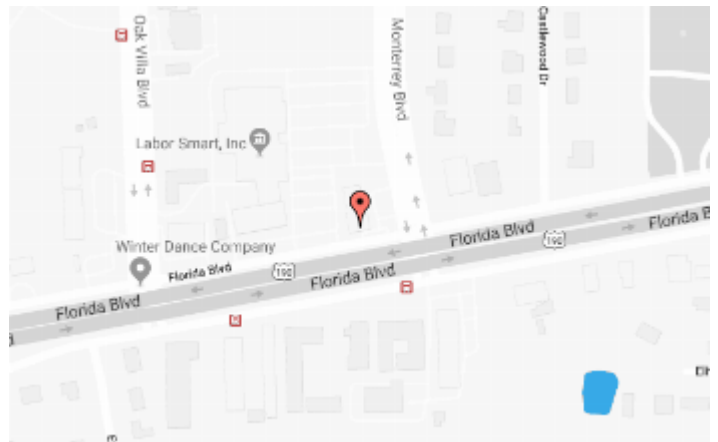 Oak Villa Blvd
Monterrey Blvd
Castlewood Dr
Labor Smart, Inc
Winter Dance Company
Florida Blvd
190
Florida Blvd
190
Florida B
Florida Blvd
Florida Blvd